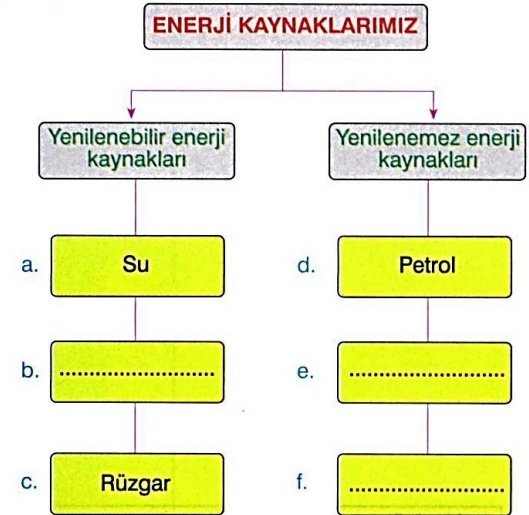 ENERJİ KAYNAKLARIMIZ
Yenilenebilir enerji
kaynakları
a. Su
b. ..........................
c. Rüzgar
Yenilenemez enerji
kaynakları
d. Petrol
e. ..........................
f. ..........................